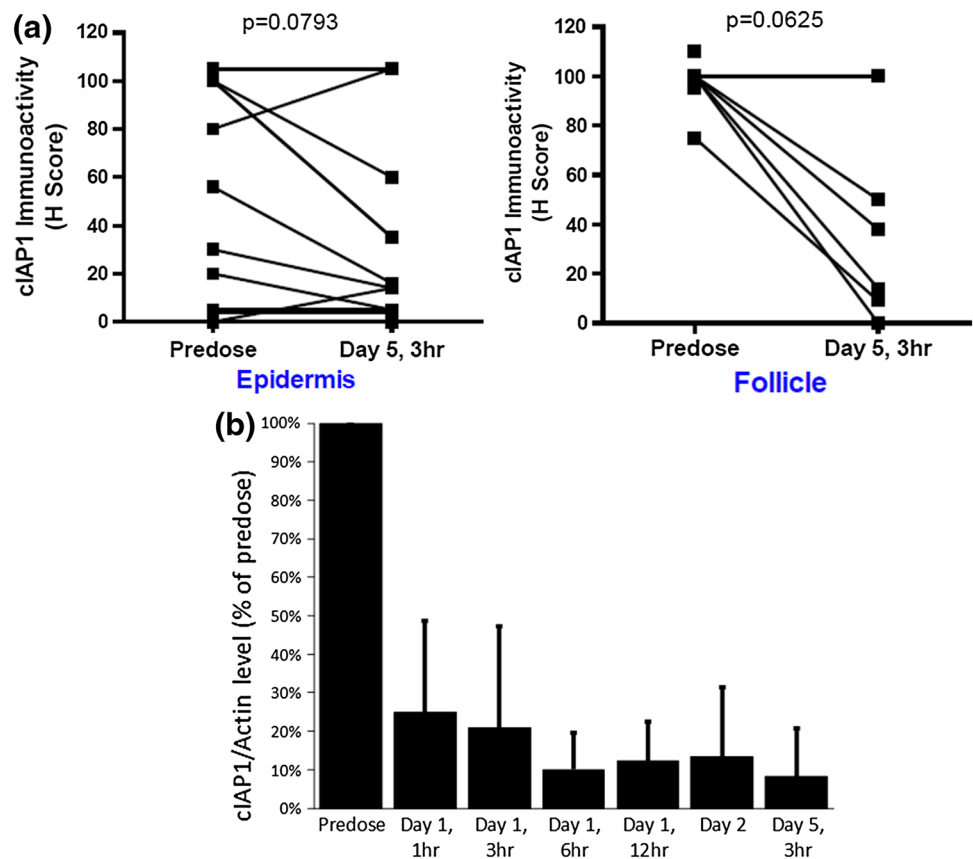 (a)
p=0.0793
120
100
80
60
40
20
0
cIAP1 Immunoactivity
(H Score)
Predose
Day 5, 3hr
Epidermis
p=0.0625
120
100
80
60
40
20
0
cIAP1 Immunoactivity
(H Score)
Predose
Day 5, 3hr
Follicle
(b)
100%
90%
80%
70%
60%
50%
40%
30%
20%
10%
0%
cIAP1/Actin level (% of predose)
Predose
Day 1,
1hr
Day 1,
3hr
Day 1,
6hr
Day 1,
12hr
Day 2
Day 5,
3hr